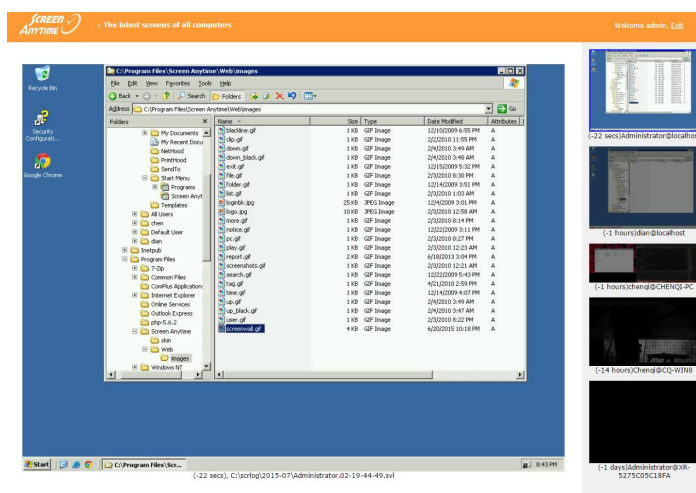 SCREEN ANYTIME
› The latest screens of all computers
Welcome admin, Exit
Recycle Bin
Security Configurati...
Google Chrome
C:\Program Files\Screen Anytime\Web\images
File Edit View Favorites Tools Help
Back Search Folders
Address C:\Program Files\Screen Anytime\Web\images Go
Folders X
My Documents
My Recent Docu
NetHood
PrintHood
SendTo
Start Menu
Programs
Screen Anyt
Templates
All Users
chen
Default User
dian
Inetpub
Program Files
7-Zip
Common Files
ComPlus Applications
Internet Explorer
Online Services
Outlook Express
php-5.6.2
Screen Anytime
skin
Web
images
Windows NT
Name Size Type Date Modified Attributes
blackline.gif 1 KB GIF Image 12/10/2009 6:55 PM A
clip.gif 1 KB GIF Image 2/2/2010 11:55 PM A
down.gif 1 KB GIF Image 2/4/2010 3:49 AM A
down_black.gif 1 KB GIF Image 2/4/2010 3:48 AM A
exit.gif 1 KB GIF Image 12/15/2009 5:32 PM A
file.gif 1 KB GIF Image 2/3/2010 8:30 PM A
folder.gif 1 KB GIF Image 12/14/2009 3:51 PM A
list.gif 1 KB GIF Image 2/3/2010 1:03 AM A
loginbk.jpg 25 KB JPEG Image 12/4/2009 3:01 PM A
logo.jpg 10 KB JPEG Image 2/3/2010 12:58 AM A
more.gif 1 KB GIF Image 2/3/2010 8:14 PM A
notice.gif 1 KB GIF Image 12/22/2009 3:11 PM A
pc.gif 1 KB GIF Image 2/3/2010 8:27 PM A
play.gif 1 KB GIF Image 2/3/2010 12:23 AM A
report.gif 2 KB GIF Image 6/18/2013 3:04 PM A
screenshots.gif 1 KB GIF Image 2/3/2010 12:21 AM A
search.gif 1 KB GIF Image 12/22/2009 5:43 PM A
tag.gif 1 KB GIF Image 4/21/2010 2:59 PM A
time.gif 1 KB GIF Image 12/14/2009 4:07 PM A
up.gif 1 KB GIF Image 2/4/2010 3:49 AM A
up_black.gif 1 KB GIF Image 2/4/2010 3:47 AM A
user.gif 1 KB GIF Image 2/3/2010 8:22 PM A
screenwall.gif 4 KB GIF Image 6/20/2015 10:18 PM A
Start C:\Program Files\Scr... 8:43 PM
(-22 secs), C:\scrlog\2015-07\Administrator.02-19-44-49.svl
(-22 secs)Administrator@localhost
(-1 hours)dian@localhost
(-1 hours)chenqi@CHENQI-PC
(-14 hours)Chenqi@CQ-WIN8
(-1 days)Administrator@XR-
5275C05C18FA